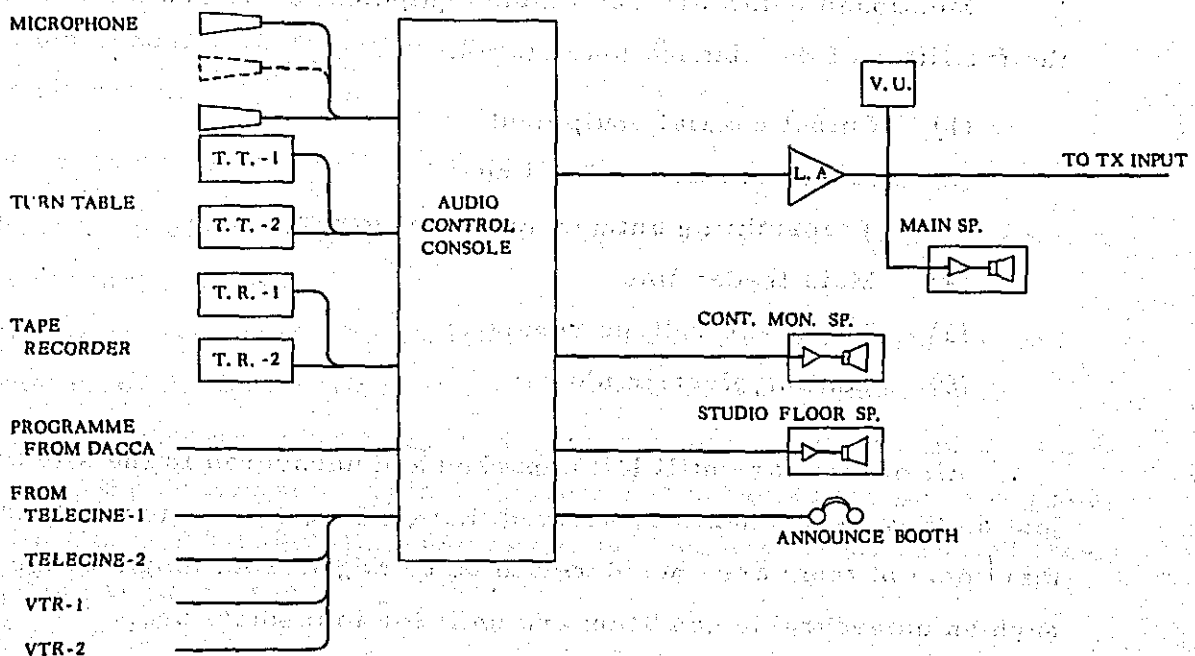 MICROPHONE
T. T. -1
TURN TABLE
T. T. -2
T. R. -1
TAPE
RECORDER
T. R. -2
PROGRAMME
FROM DACCA
FROM
TELECINE-1
TELECINE-2
VTR-1
VTR-2
AUDIO
CONTROL
CONSOLE
V. U.
L. A
TO TX INPUT
MAIN SP.
CONT. MON. SP.
STUDIO FLOOR SP.
ANNOUNCE BOOTH